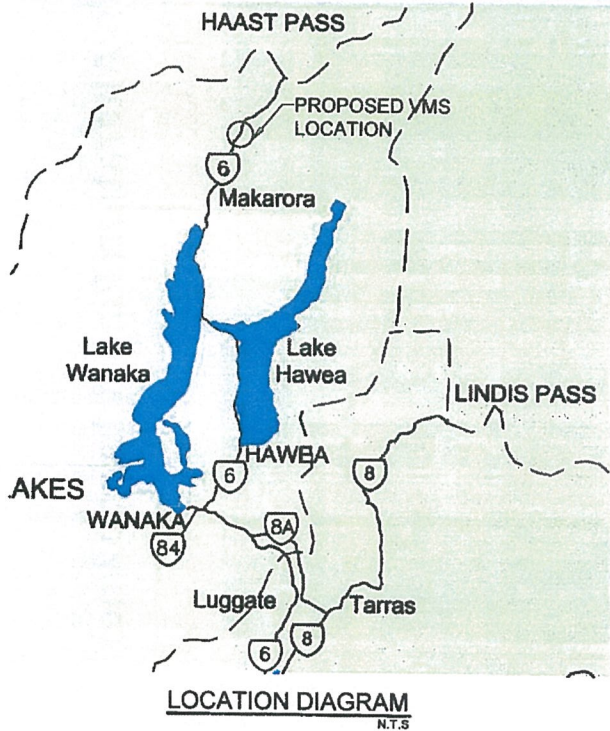 HAAST PASS
PROPOSED VMS
LOCATION
6
Makarora
Lake
Wanaka
Lake
Hawea
LINDIS PASS
HAWEA
6
8
.AKES
WANAKA
8A
84
Luggate
Tarras
6
8
LOCATION DIAGRAM
N.T.S